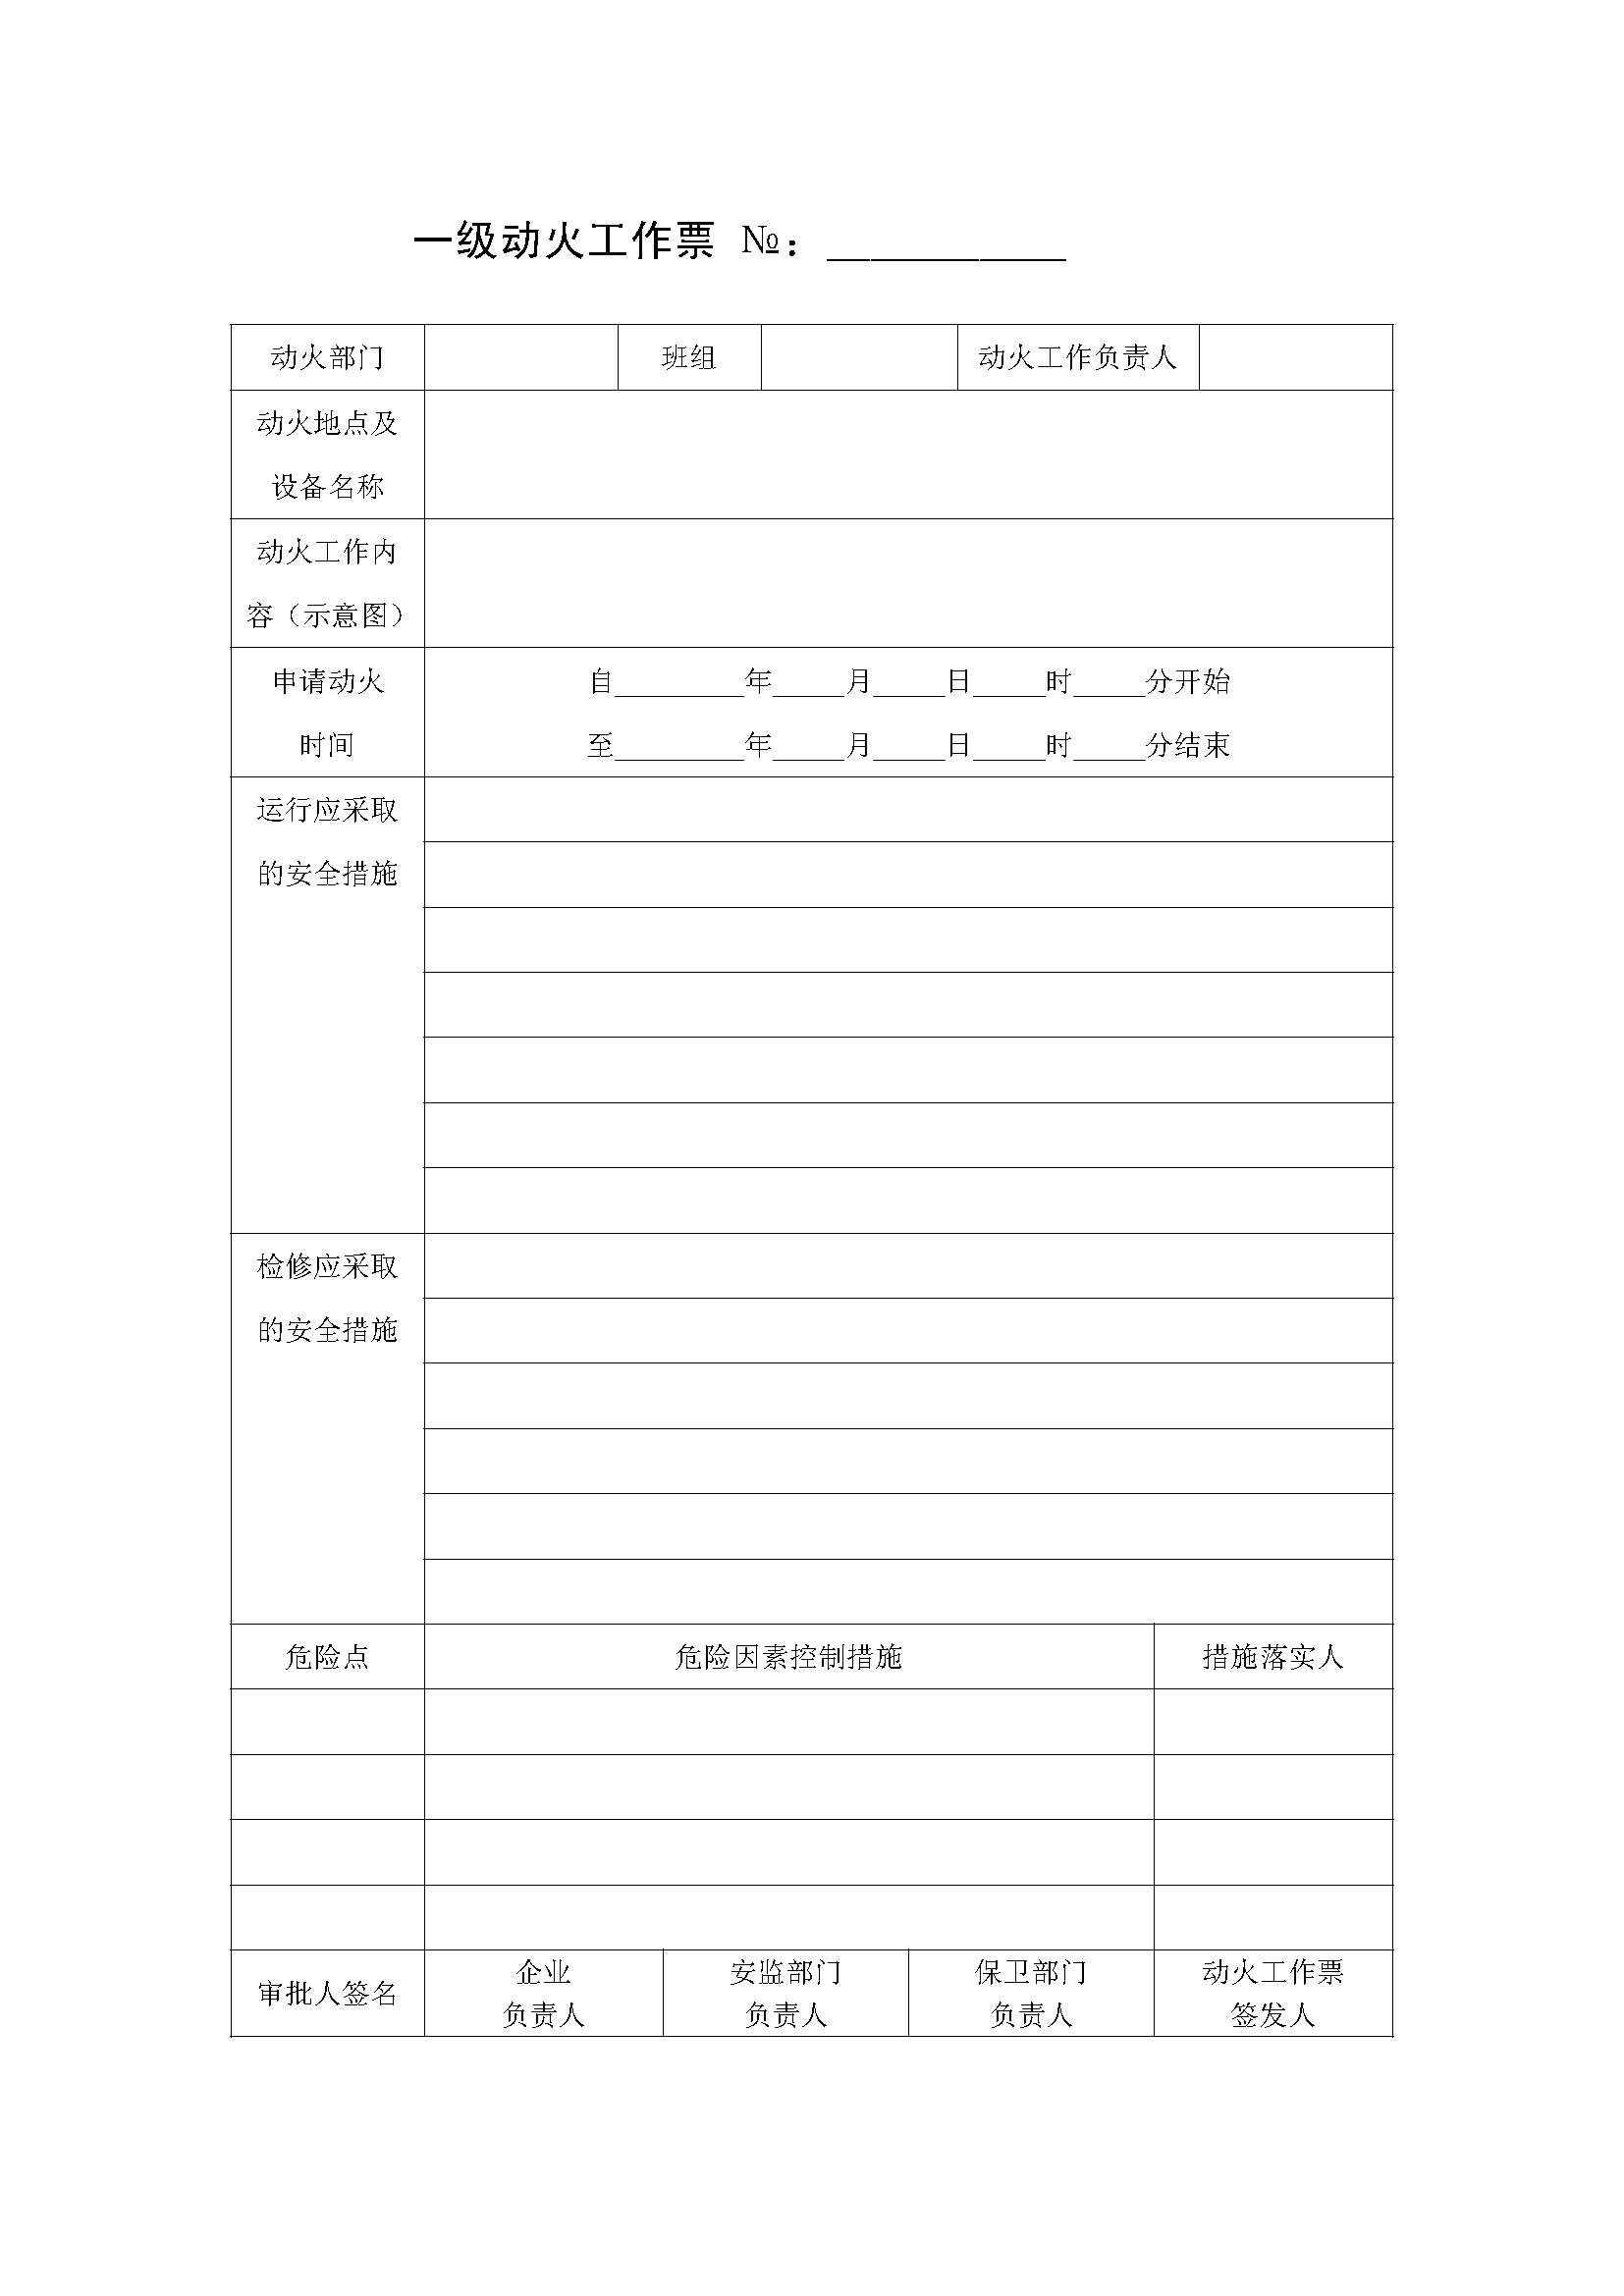 一级动火工作票 №：___________
动火部门 班组 动火工作负责人
动火地点及
设备名称
动火工作内
容（示意图）
申请动火
时间
自_________年_____月_____日_____时_____分开始
至_________年_____月_____日_____时_____分结束
运行应采取
的安全措施
检修应采取
的安全措施
危险点 危险因素控制措施 措施落实人
审批人签名
企业
负责人
安监部门
负责人
保卫部门
负责人
动火工作票
签发人